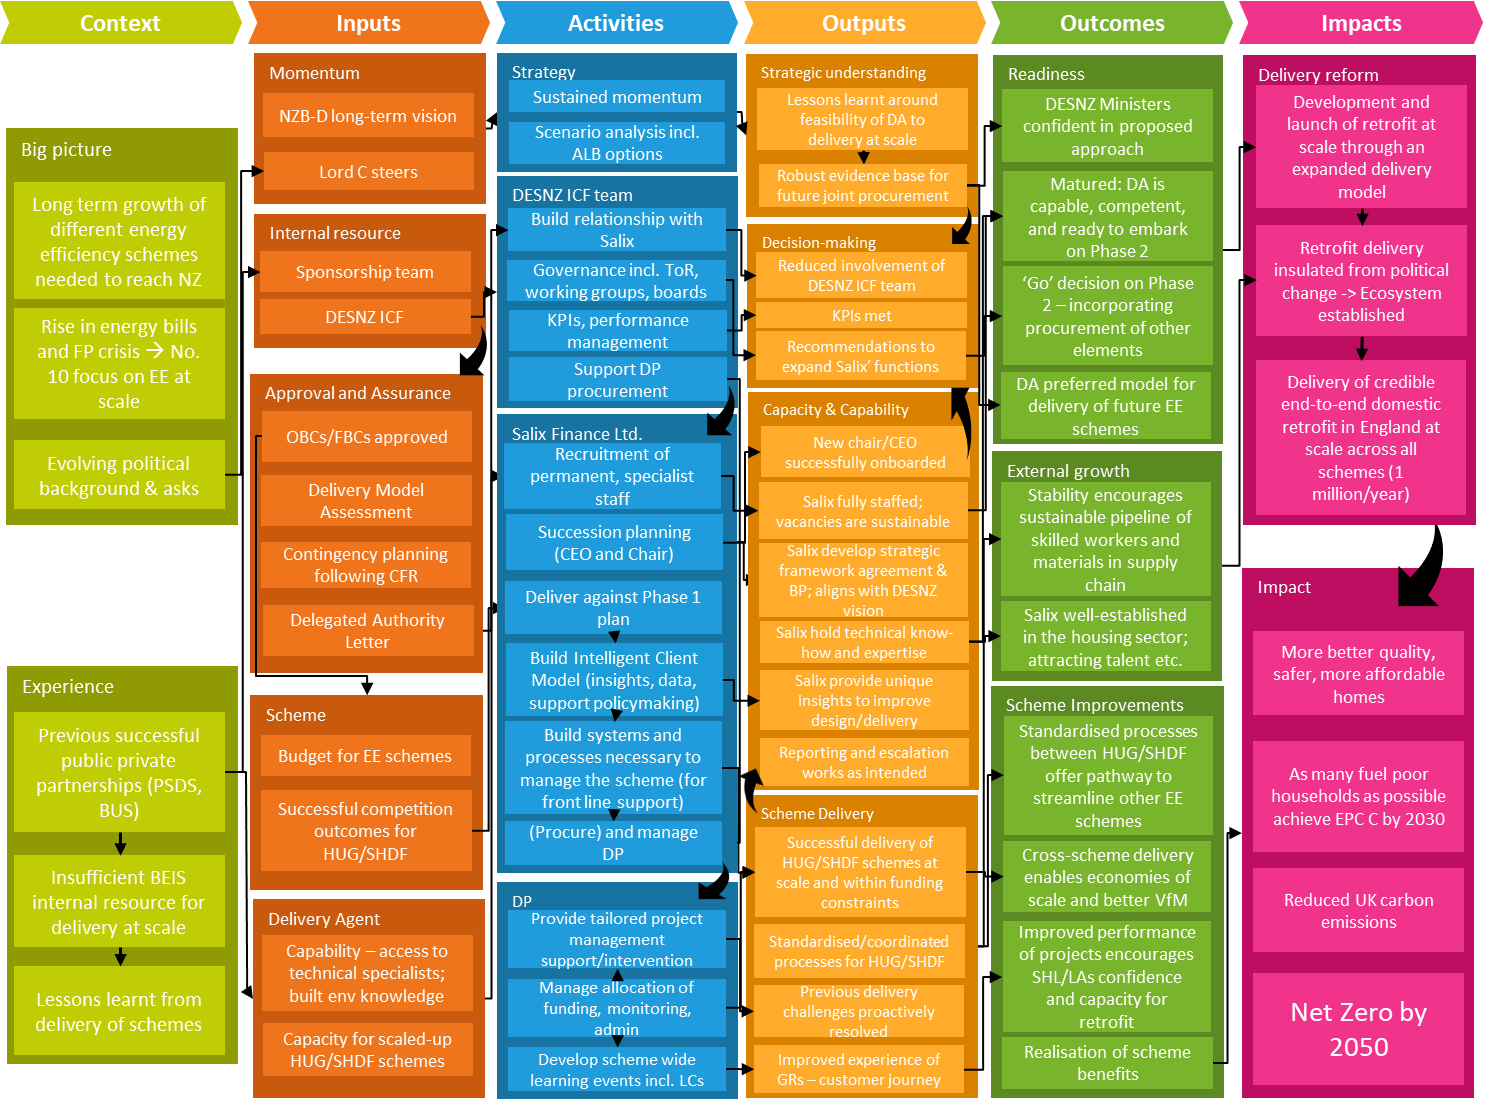 Context
Inputs
Activities
Outputs
Outcomes
Impacts
Big picture
Long term growth of
different energy
efficiency schemes
needed to reach NZ
Rise in energy bills
and FP crisis → No.
10 focus on EE at
scale
Evolving political
background & asks
Experience
Previous successful
public private
partnerships (PSDS,
BUS)
Insufficient BEIS
internal resource for
delivery at scale
Lessons learnt from
delivery of schemes
Momentum
NZB-D long-term vision
Lord C steers
Internal resource
Sponsorship team
DESNZ ICF
Approval and Assurance
OBCs/FBCs approved
Delivery Model
Assessment
Contingency planning
following CFR
Delegated Authority
Letter
Scheme
Budget for EE schemes
Successful competition
outcomes for
HUG/SHDF
Delivery Agent
Capability – access to
technical specialists;
built env knowledge
Capacity for scaled-up
HUG/SHDF schemes
Strategy
Sustained momentum
Scenario analysis incl.
ALB options
DESNZ ICF team
Build relationship with
Salix
Governance incl. ToR,
working groups, boards
KPIs, performance
management
Support DP
procurement
Salix Finance Ltd.
Recruitment of
permanent, specialist
staff
Succession planning
(CEO and Chair)
Deliver against Phase 1
plan
Build Intelligent Client
Model (insights, data,
support policymaking)
Build systems and
processes necessary to
manage the scheme (for
front line support)
(Procure) and manage
DP
DP
Provide tailored project
management
support/intervention
Manage allocation of
funding, monitoring,
admin
Develop scheme wide
learning events incl. LCs
Strategic understanding
Lessons learnt around
feasibility of DA to
delivery at scale
Robust evidence base for
future joint procurement
Decision-making
Reduced involvement of
DESNZ ICF team
KPIs met
Recommendations to
expand Salix’ functions
Capacity & Capability
New chair/CEO
successfully onboarded
Salix fully staffed;
vacancies are sustainable
Salix develop strategic
framework agreement &
BP; aligns with DESNZ
vision
Salix hold technical know-
how and expertise
Salix provide unique
insights to improve
design/delivery
Reporting and escalation
works as intended
Scheme Delivery
Successful delivery of
HUG/SHDF schemes at
scale and within funding
constraints
Standardised/coordinated
processes for HUG/SHDF
Previous delivery
challenges proactively
resolved
Improved experience of
GRs – customer journey
Readiness
DESNZ Ministers
confident in proposed
approach
Matured: DA is
capable, competent,
and ready to embark
on Phase 2
‘Go’ decision on Phase
2 – incorporating
procurement of other
elements
DA preferred model for
delivery of future EE
schemes
External growth
Stability encourages
sustainable pipeline of
skilled workers and
materials in supply
chain
Salix well-established
in the housing sector;
attracting talent etc.
Scheme Improvements
Standardised processes
between HUG/SHDF
offer pathway to
streamline other EE
schemes
Cross-scheme delivery
enables economies of
scale and better VfM
Improved performance
of projects encourages
SHL/LAs confidence
and capacity for
retrofit
Realisation of scheme
benefits
Delivery reform
Development and
launch of retrofit at
scale through an
expanded delivery
model
Retrofit delivery
insulated from political
change -> Ecosystem
established
Delivery of credible
end-to-end domestic
retrofit in England at
scale across all
schemes (1
million/year)
Impact
More better quality,
safer, more affordable
homes
As many fuel poor
households as possible
achieve EPC C by 2030
Reduced UK carbon
emissions
Net Zero by
2050